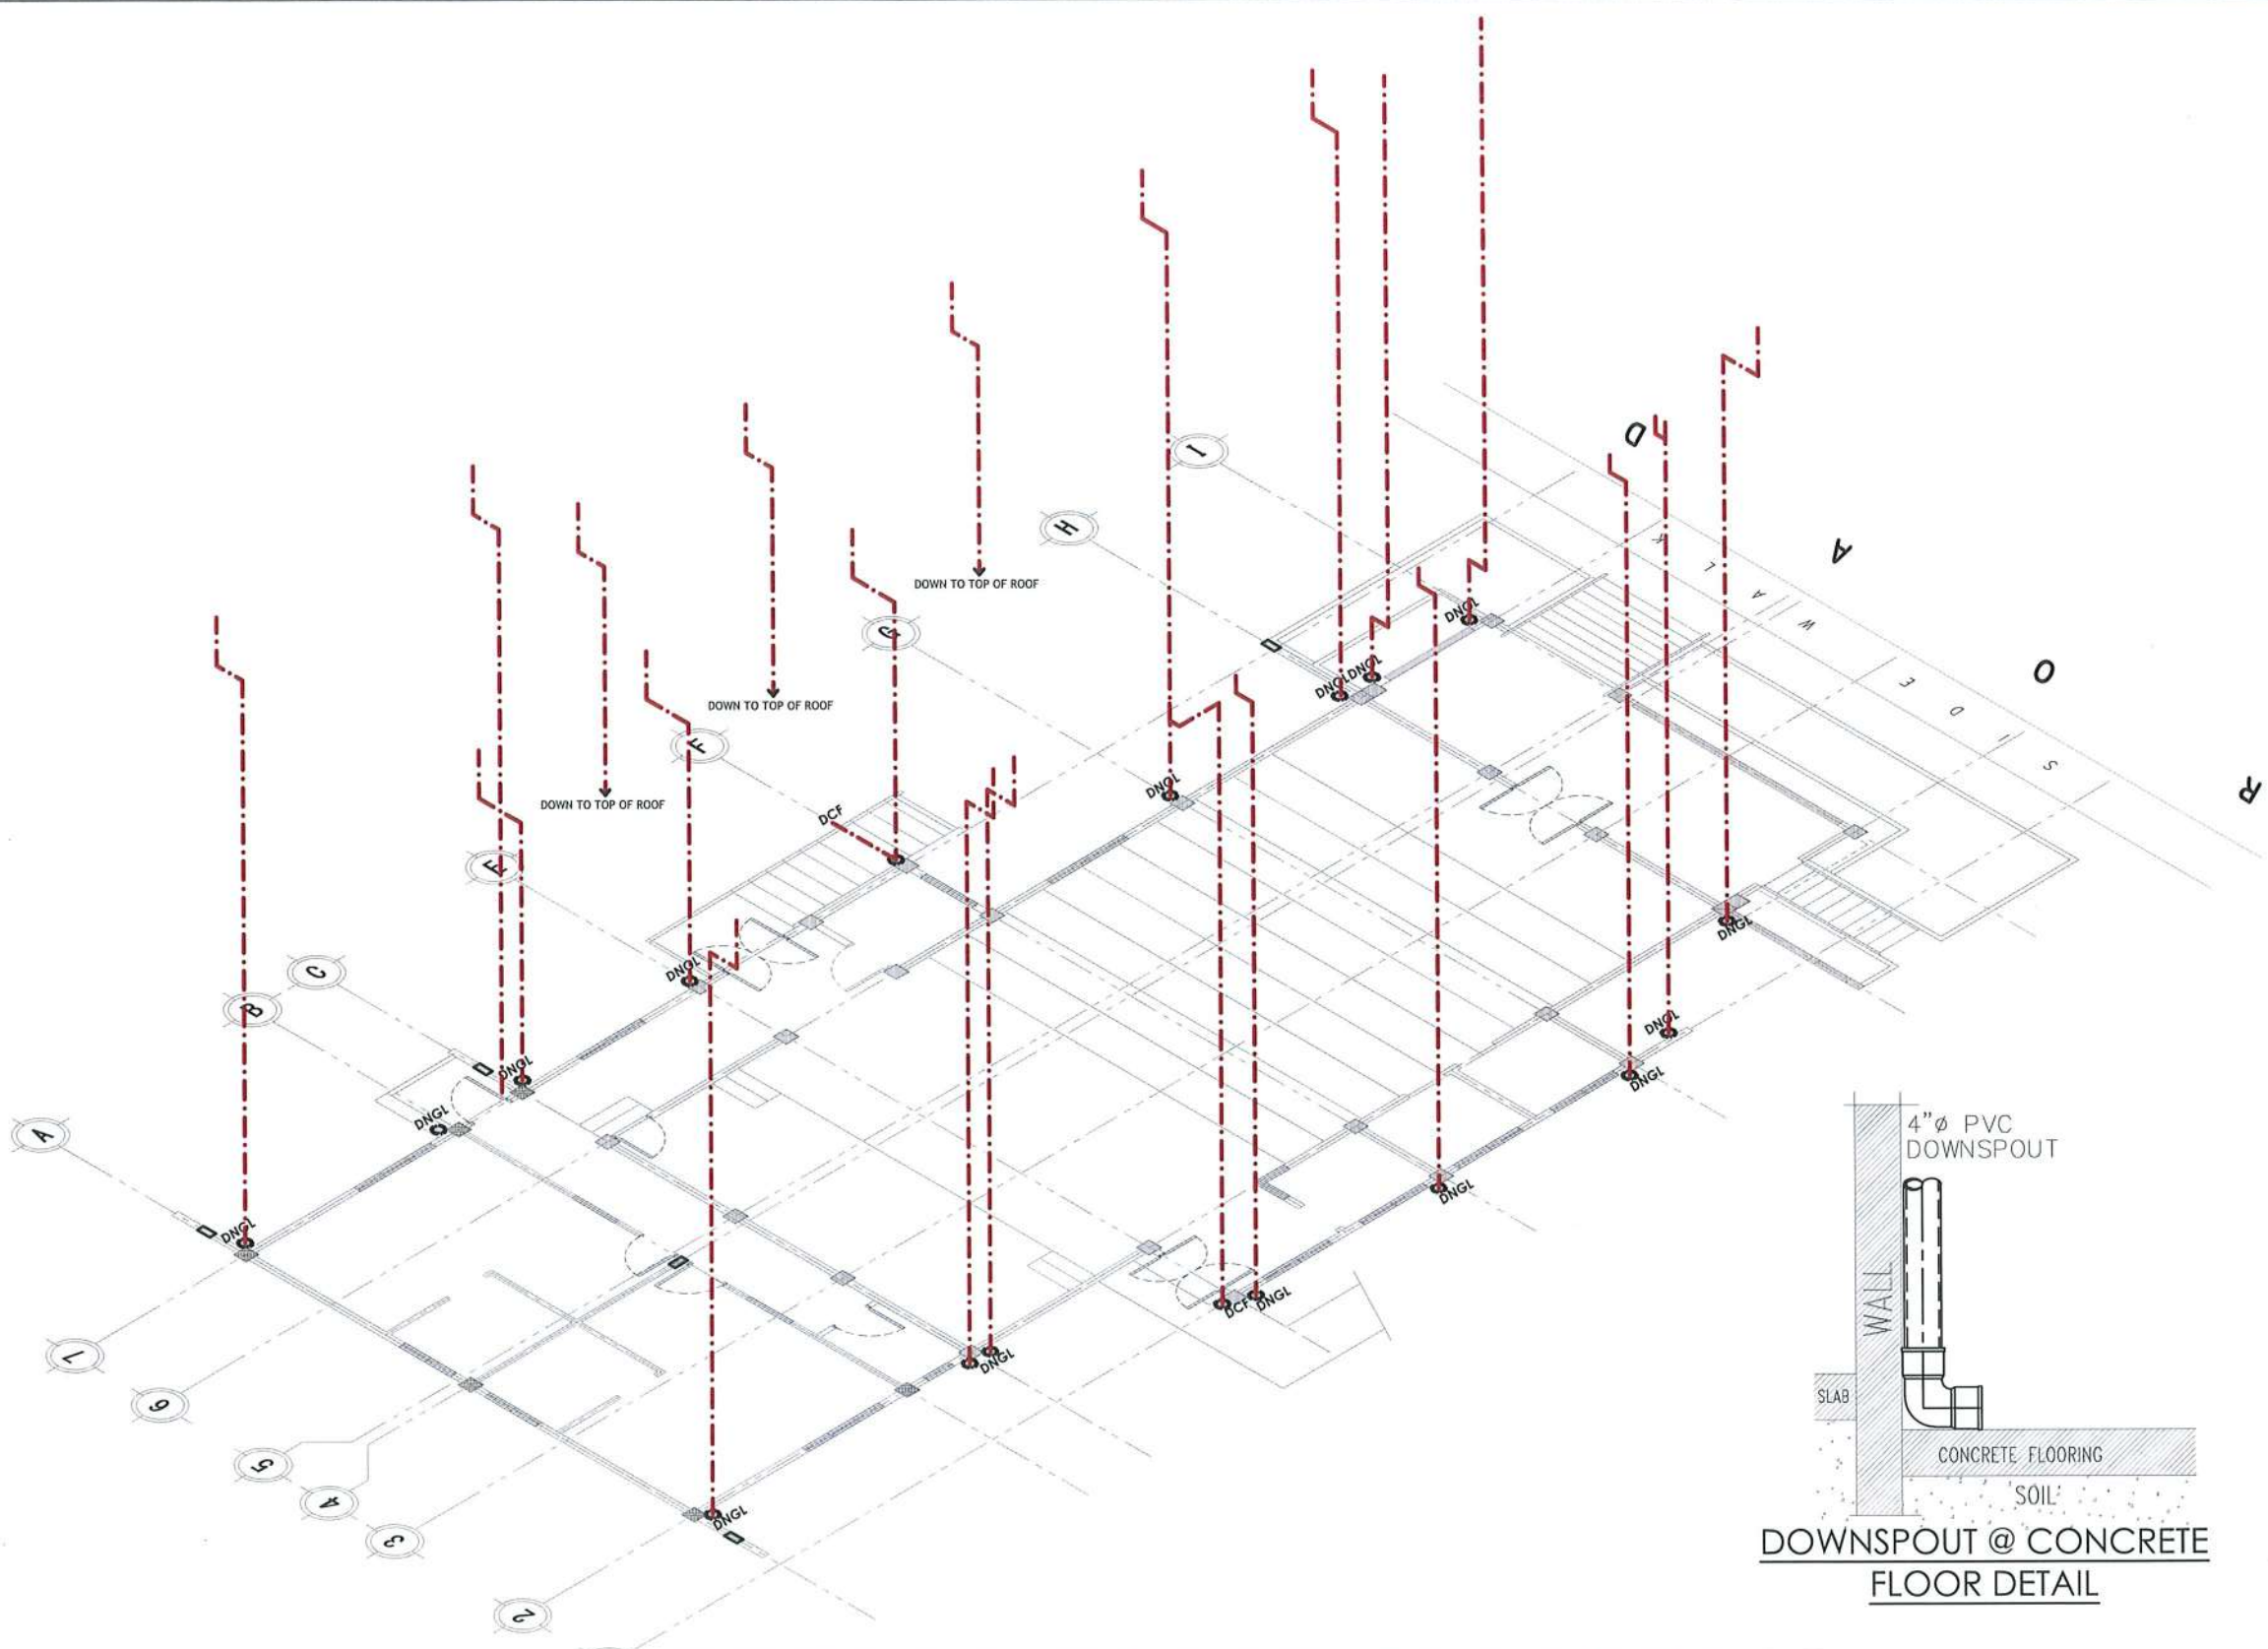 D
I
A
H
K
L
DOWN TO TOP OF ROOF
A
DNGL
W
G
DNGL
DNGL
E
O
D
DOWN TO TOP OF ROOF
I
F
S
DNGL
R
DOWN TO TOP OF ROOF
DCF
E
DNGL
C
DNGL
B
DNGL
DNGL
DNGL
DNGL
A
4"ø PVC
DOWNSPOUT
DNGL
DNGL
WALL
DCF
DNGL
7
DNGL
SLAB
6
CONCRETE FLOORING
5
SOIL
4
DNGL
3
DOWNSPOUT @ CONCRETE
FLOOR DETAIL
2